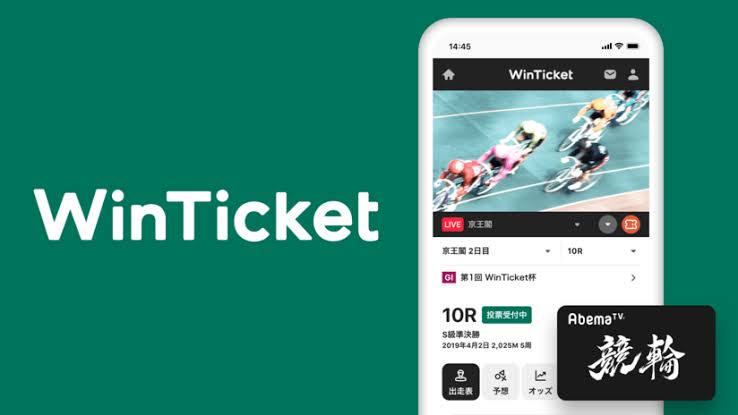 WinTicket
14:45
WinTicket
LIVE 京王閣
京王閣 2日目 10R
GI 第1回 WinTicket杯
10R 投票受付中
S級準決勝
2019年4月2日 2,025M 5周
出走表 予想 オッズ
AbemaTV
競輪